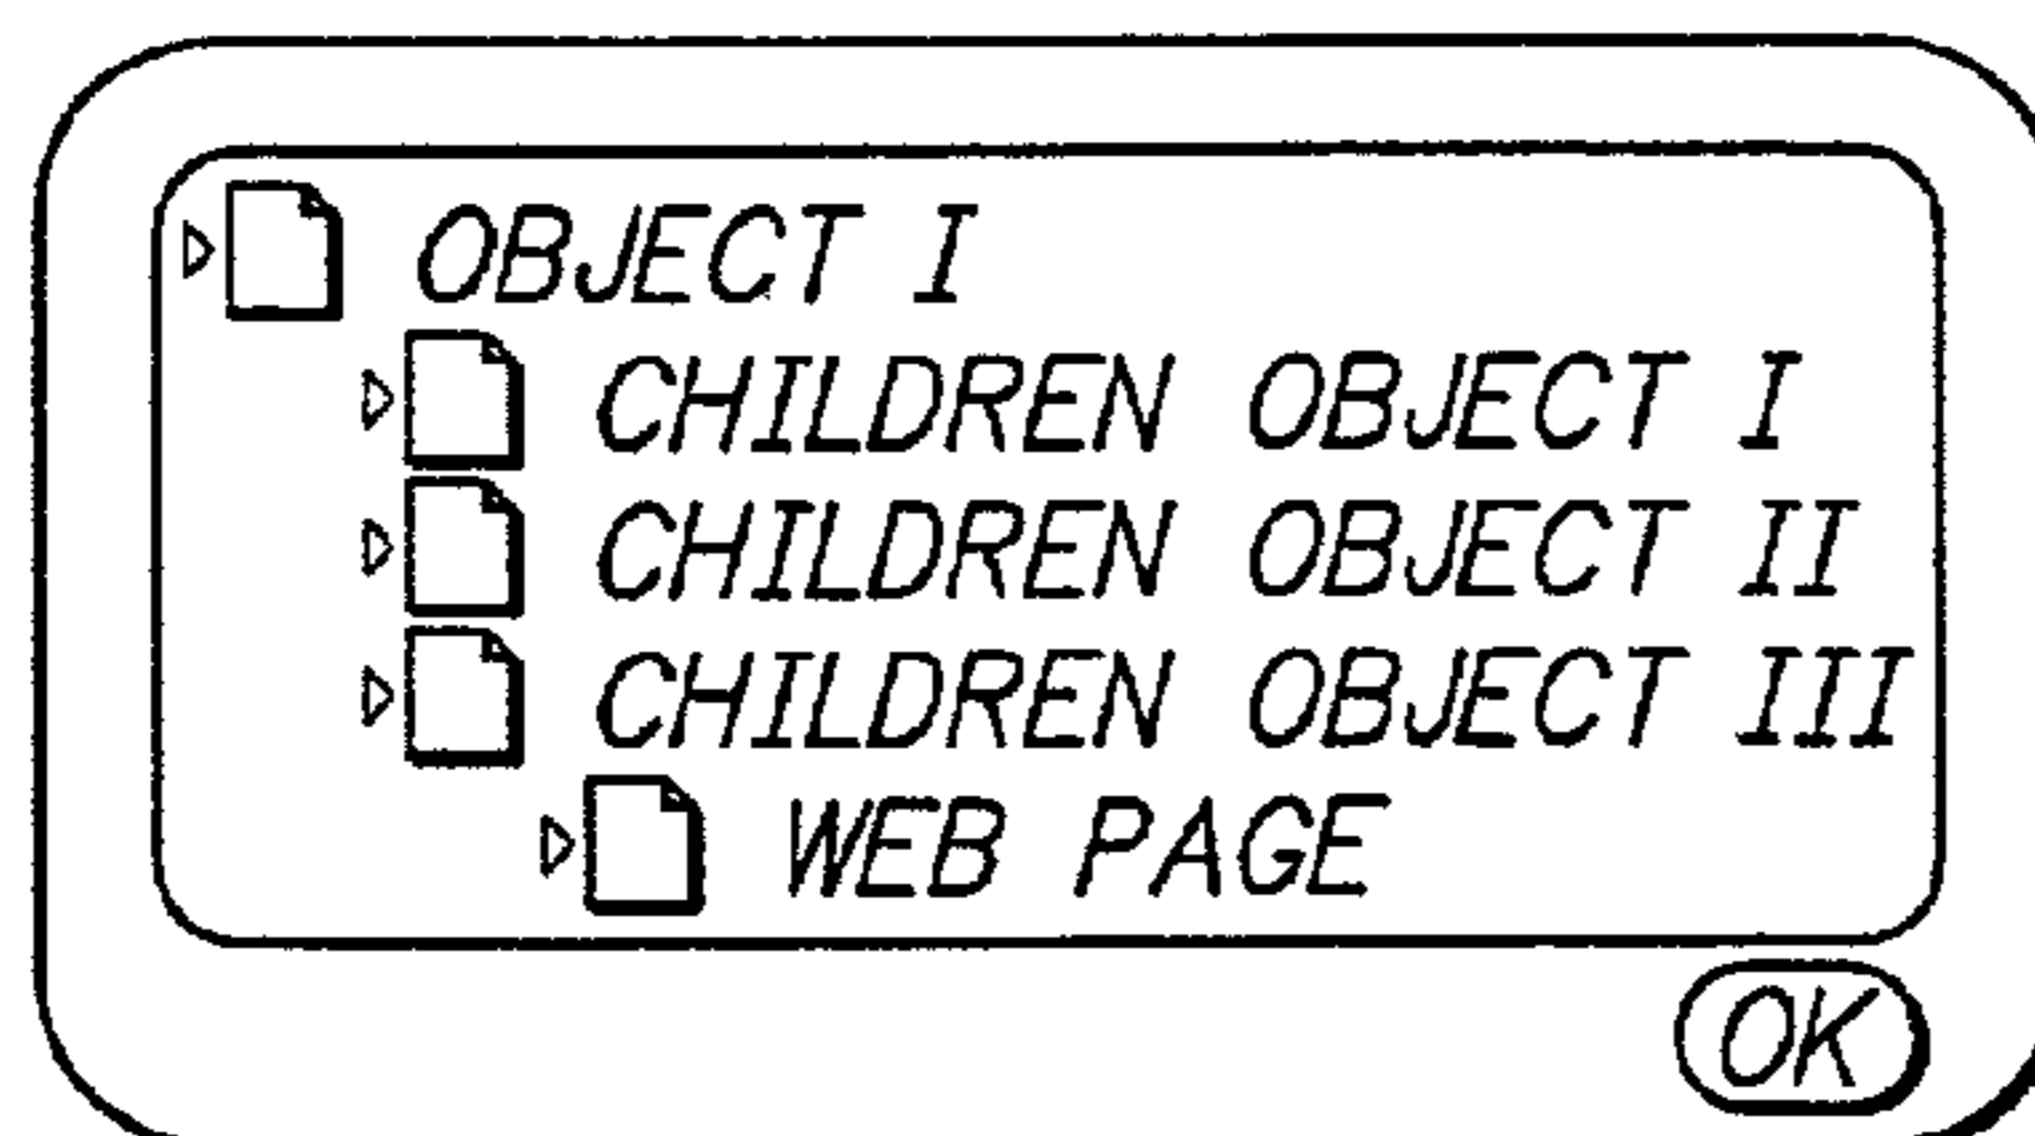 OBJECT I
CHILDREN OBJECT I
CHILDREN OBJECT II
CHILDREN OBJECT III
WEB PAGE
OK